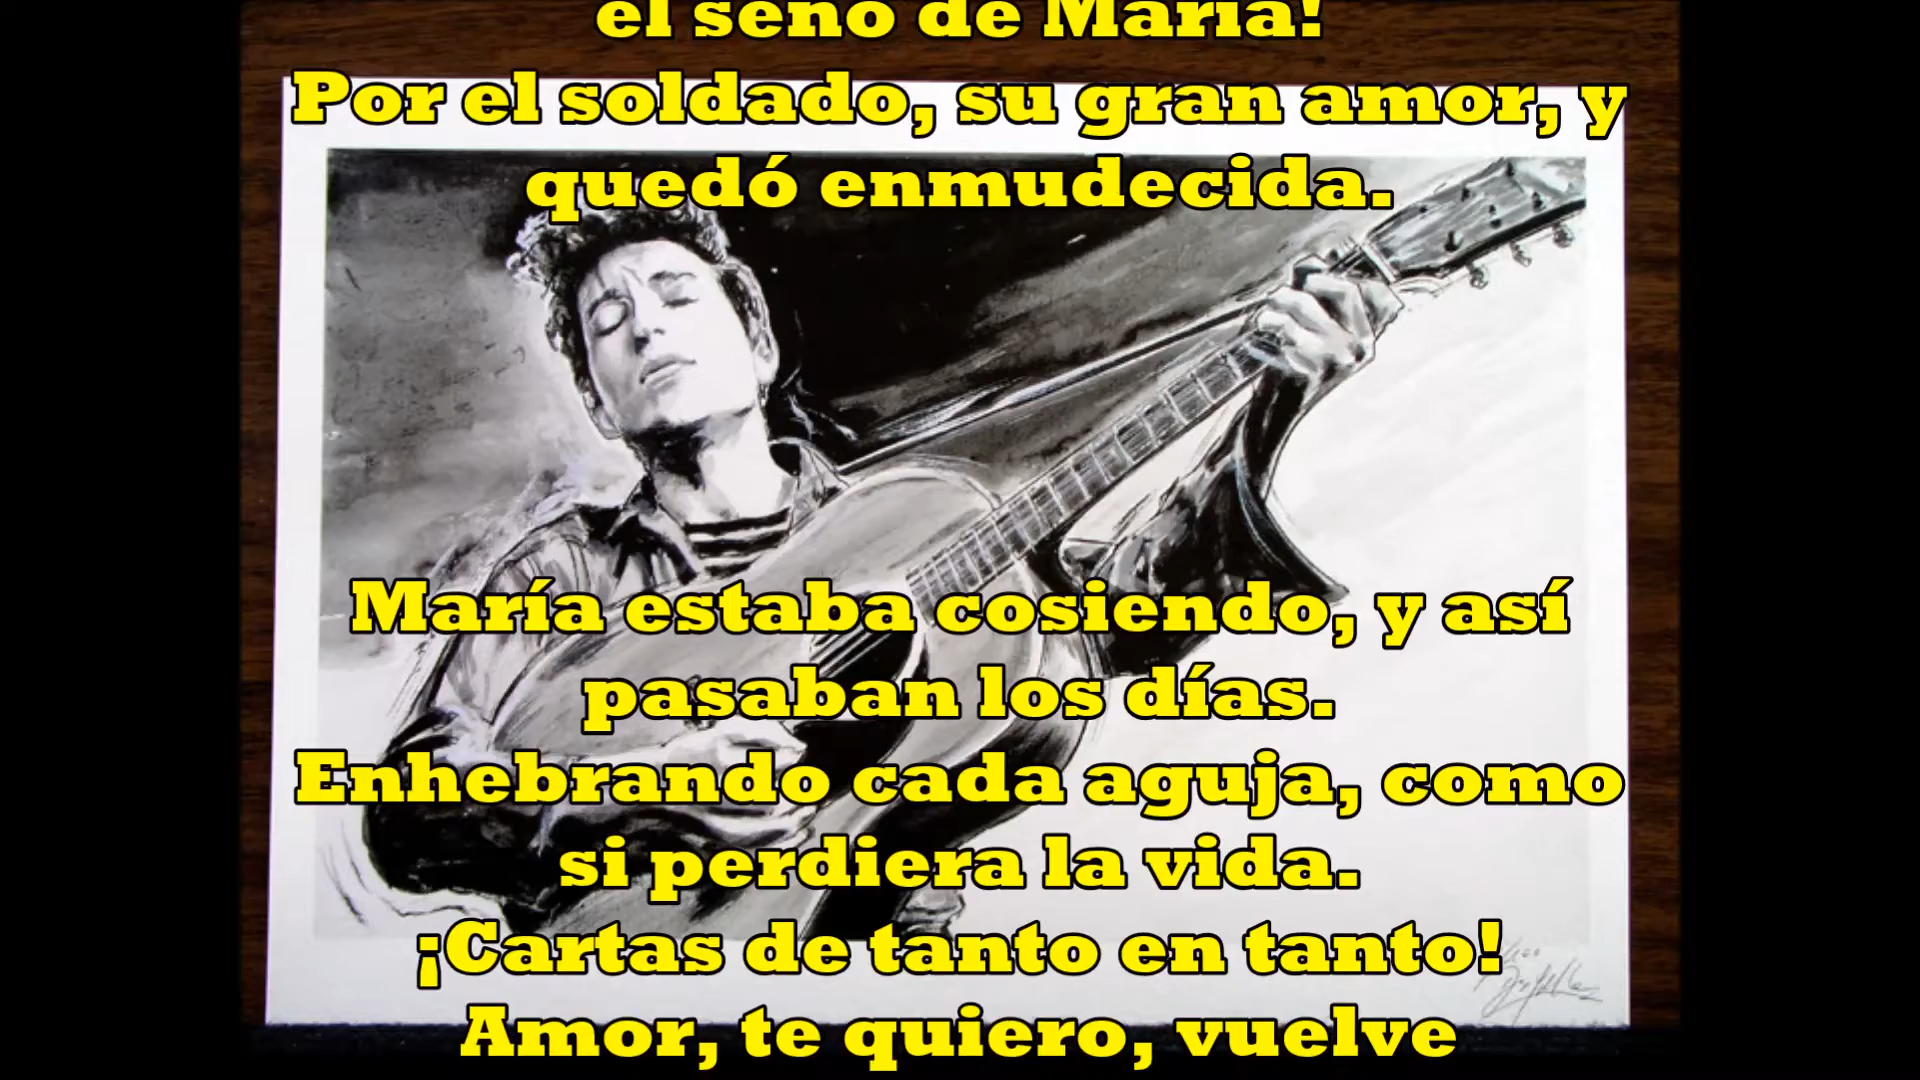 el seno de María!
Por el soldado, su gran amor, y
quedó enmudecida.
María estaba cosiendo, y así
pasaban los días.
Enhebrando cada aguja, como
si perdiera la vida.
¡Cartas de tanto en tanto!
Amor, te quiero, vuelve